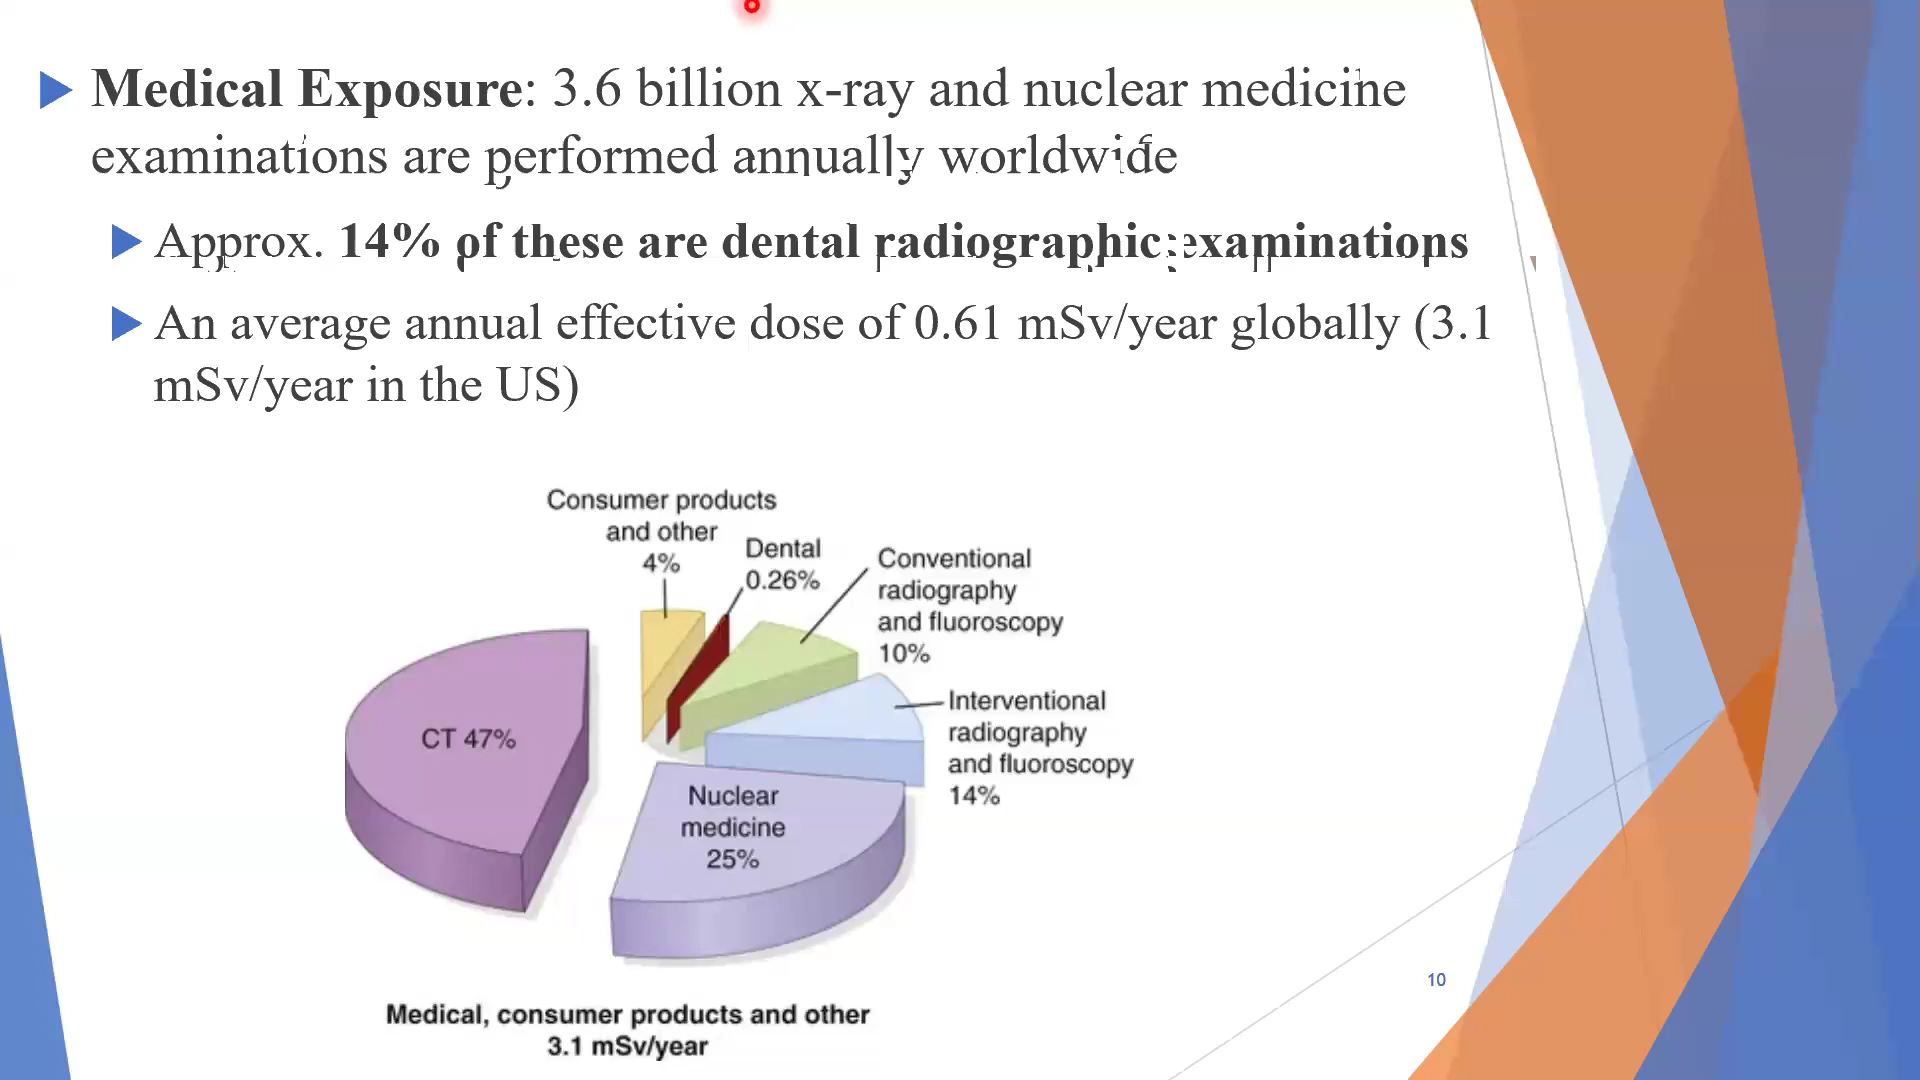 Medical Exposure: 3.6 billion x-ray and nuclear medicine
examinations are performed annually worldwide
Approx. 14% of these are dental radiographic examinations
An average annual effective dose of 0.61 mSv/year globally (3.1
mSv/year in the US)
Consumer products
and other
4%
Dental
0.26%
Conventional
radiography
and fluoroscopy
10%
Interventional
radiography
and fluoroscopy
14%
CT 47%
Nuclear
medicine
25%
Medical, consumer products and other
3.1 mSv/year
10